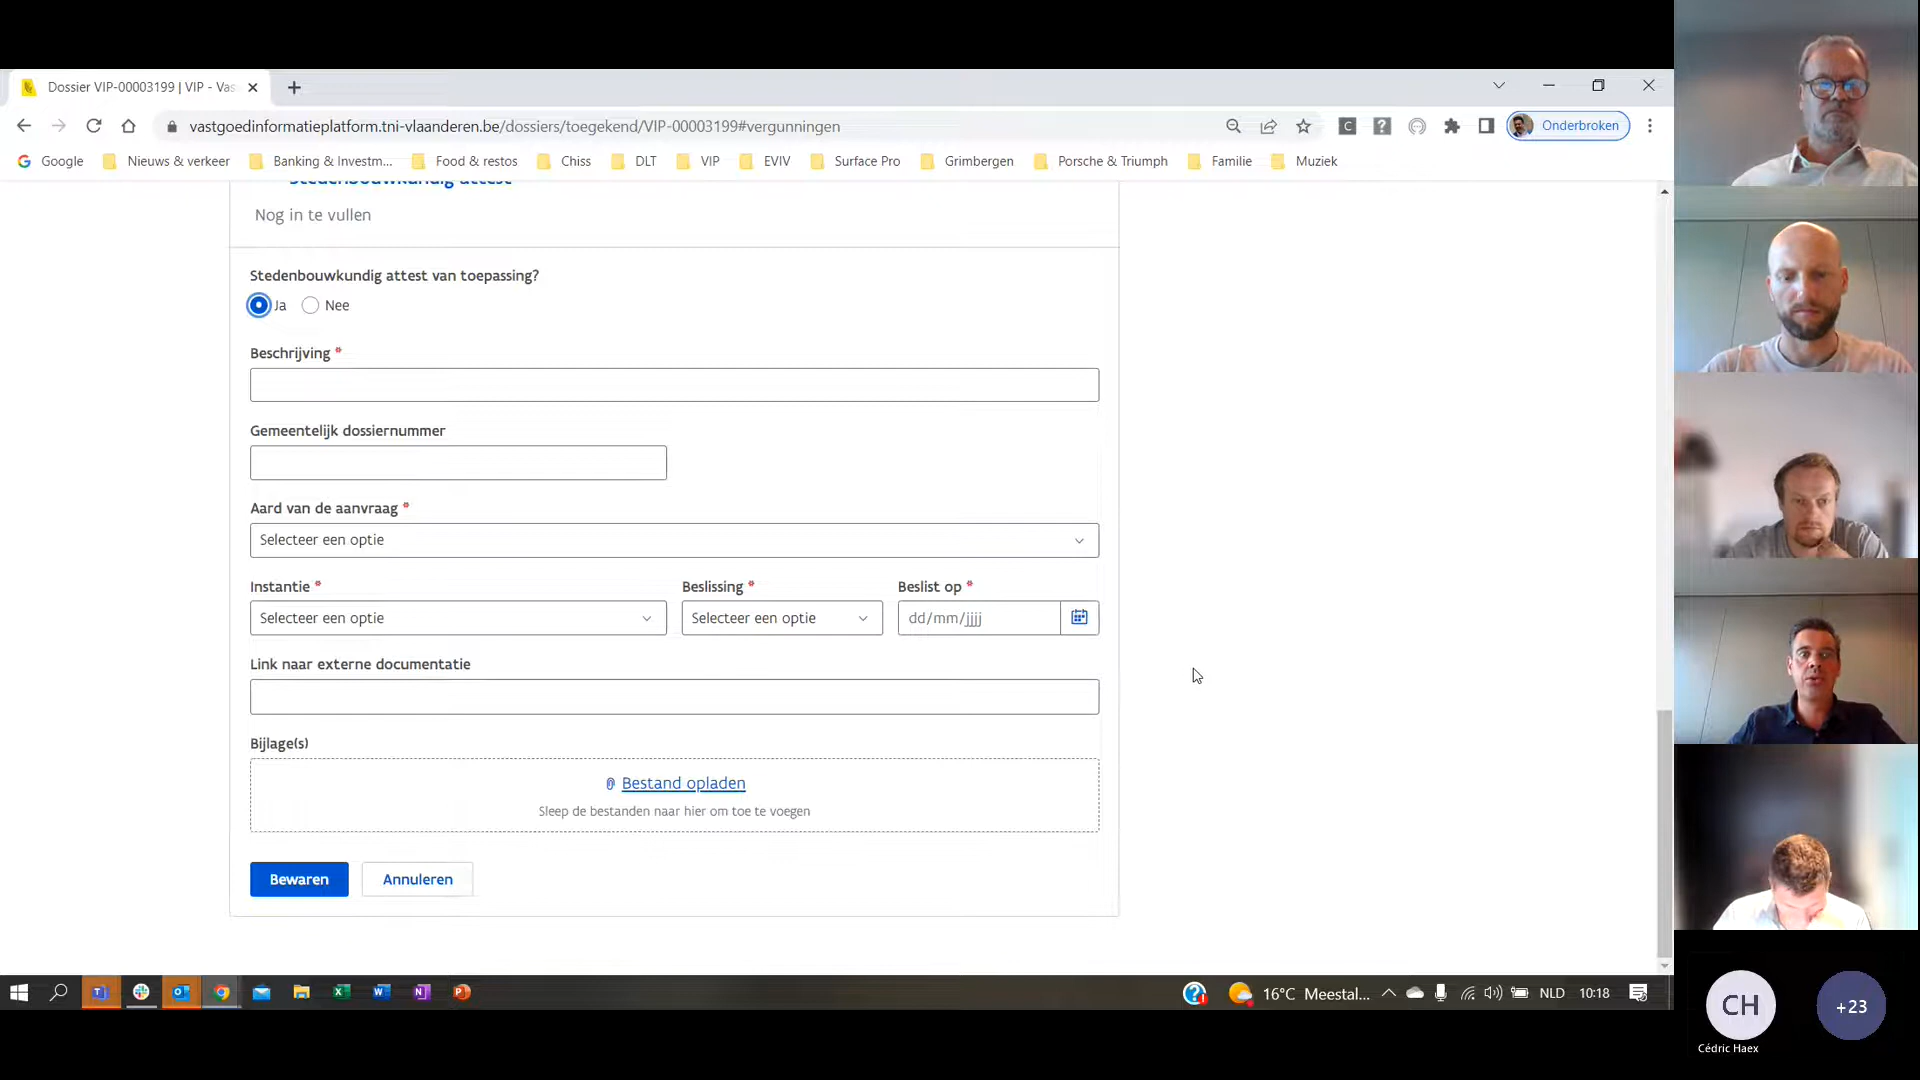 Dossier VIP-00003199 | VIP - Vas
vastgoedinformatieplatform.tni-vlaanderen.be/dossiers/toegekend/VIP-00003199#vergunningen
Onderbroken
Google Nieuws & verkeer Banking & Investm... Food & restos Chiss DLT VIP EVIV Surface Pro Grimbergen Porsche & Triumph Familie Muziek
Stedenbouwkundig attest
Nog in te vullen
Stedenbouwkundig attest van toepassing?
Ja Nee
Beschrijving *
Gemeentelijk dossiernummer
Aard van de aanvraag *
Selecteer een optie
Instantie * Beslissing * Beslist op *
Selecteer een optie Selecteer een optie dd/mm/jjjj
Link naar externe documentatie
Bijlage(s)
Bestand opladen
Sleep de bestanden naar hier om toe te voegen
Bewaren Annuleren
16°C Meestal... NLD 10:18
CH
+23
Cédric Haex